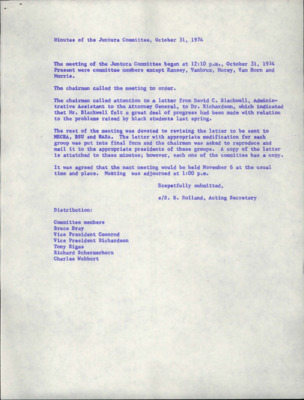 Minutes of the Juntura Committee, October 31, 1974
The meeting of the Juntura Committee began at 12:10 p.m., October 31, 1974
Present were committee members except Ranney, Vanbrun, Hovey, Van Horn and
Morris.
The chairman called the meeting to order.
The chairman called attention to a letter from David C. Blackwell, Adminis-
trative Assistant to the Attorney General, to Dr. Richardson, which indicated
that Mr. Blackwell felt a great deal of progress had been made with relation
to the problems raised by black students last spring.
The rest of the meeting was devoted to revising the letter to be sent to
MECHA, BSU and NASA. The letter with appropriate modification for each
group was put into final form and the chairman was asked to reproduce and
mail it to the appropriate presidents of these groups. A copy of the letter
is attached to these minutes; however, each one of the committee has a copy.
It was agreed that the next meeting would be held November 6 at the usual
time and place. Meeting was adjourned at 1:00 p.m.
Respetfully submitted,
s/S. R. Holland, Acting Secretary
Distribution:
Committee members
Bruce Bray
Vice President Coonrod
Vice President Richardson
Tony Rigas
Richard Schermerhorn
Charles Webbert